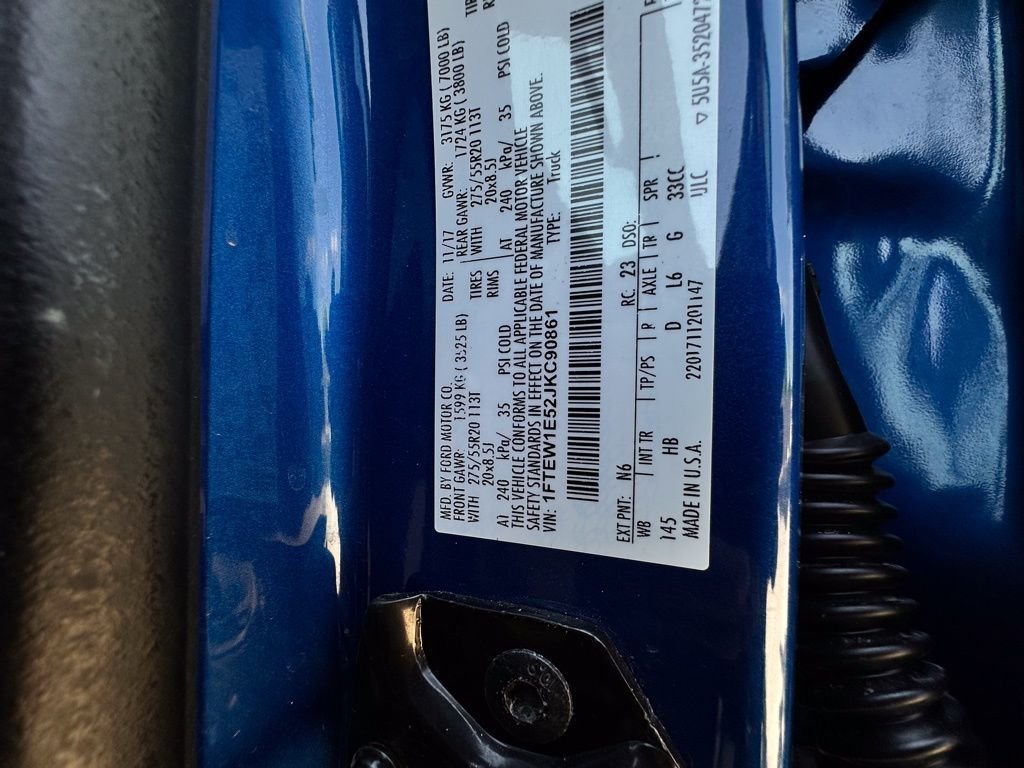 MFD. BY FORD MOTOR CO. DATE: 11/17 GVWR: 3175 KG ( 7000 LB)
FRONT GAWR: 1599 KG ( 3525 LB) REAR GAWR: 1724 KG ( 3800 LB)
WITH 275/55R20 113T TIRES WITH 275/55R20 113T TIR
20x8.5J RIMS 20x8.5J
AT 240 kPa/ 35 PSI COLD AT 240 kPa/ 35 PSI COLD
THIS VEHICLE CONFORMS TO ALL APPLICABLE FEDERAL MOTOR VEHICLE
SAFETY STANDARDS IN EFFECT ON THE DATE OF MANUFACTURE SHOWN ABOVE.
VIN: 1FTEW1E52JKC90861 TYPE: Truck
EXT PNT: N6 RC: 23 DSO:
WB INT TR TP/PS R AXLE TR SPR
145 HB D L6 G 33CC
MADE IN U.S.A. ULC